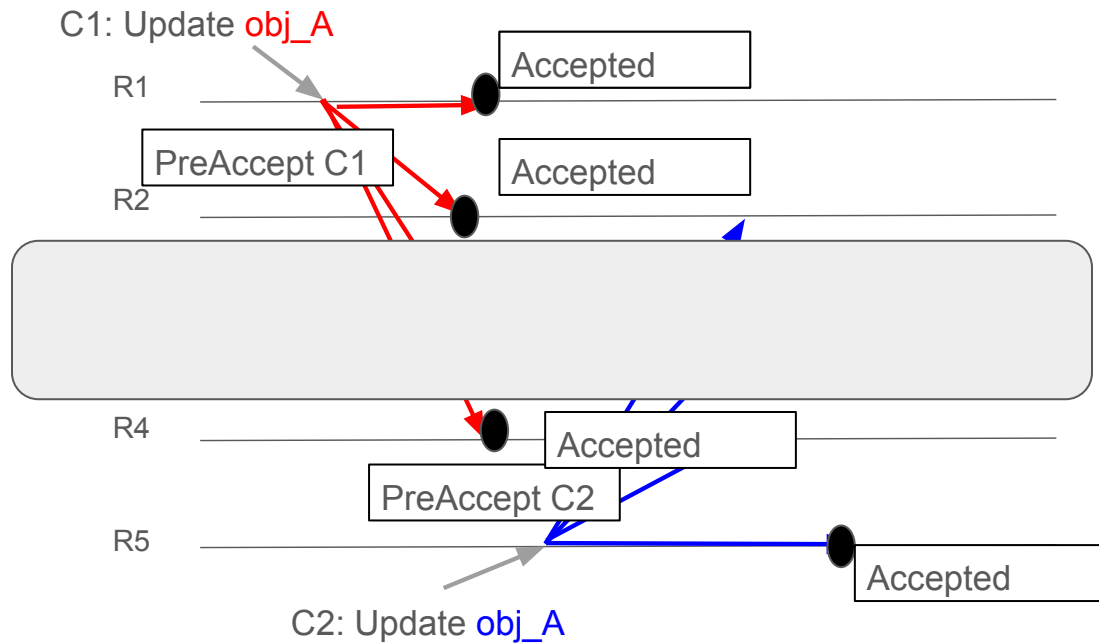 C1: Update obj_A
Accepted
R1
PreAccept C1
Accepted
R2
R4
Accepted
PreAccept C2
R5
Accepted
C2: Update obj_A